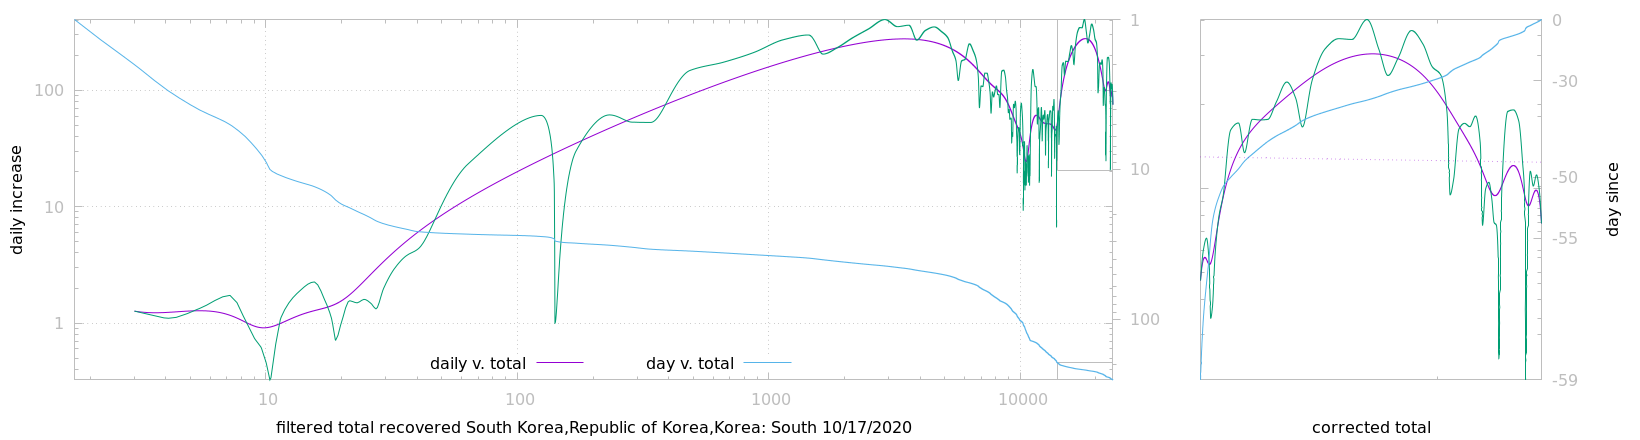 daily increase
100
10
1
10
100
1000
10000
1
10
100
daily v. total
day v. total
filtered total recovered South Korea,Republic of Korea,Korea: South 10/17/2020
0
-30
-50
-55
-59
day since
corrected total